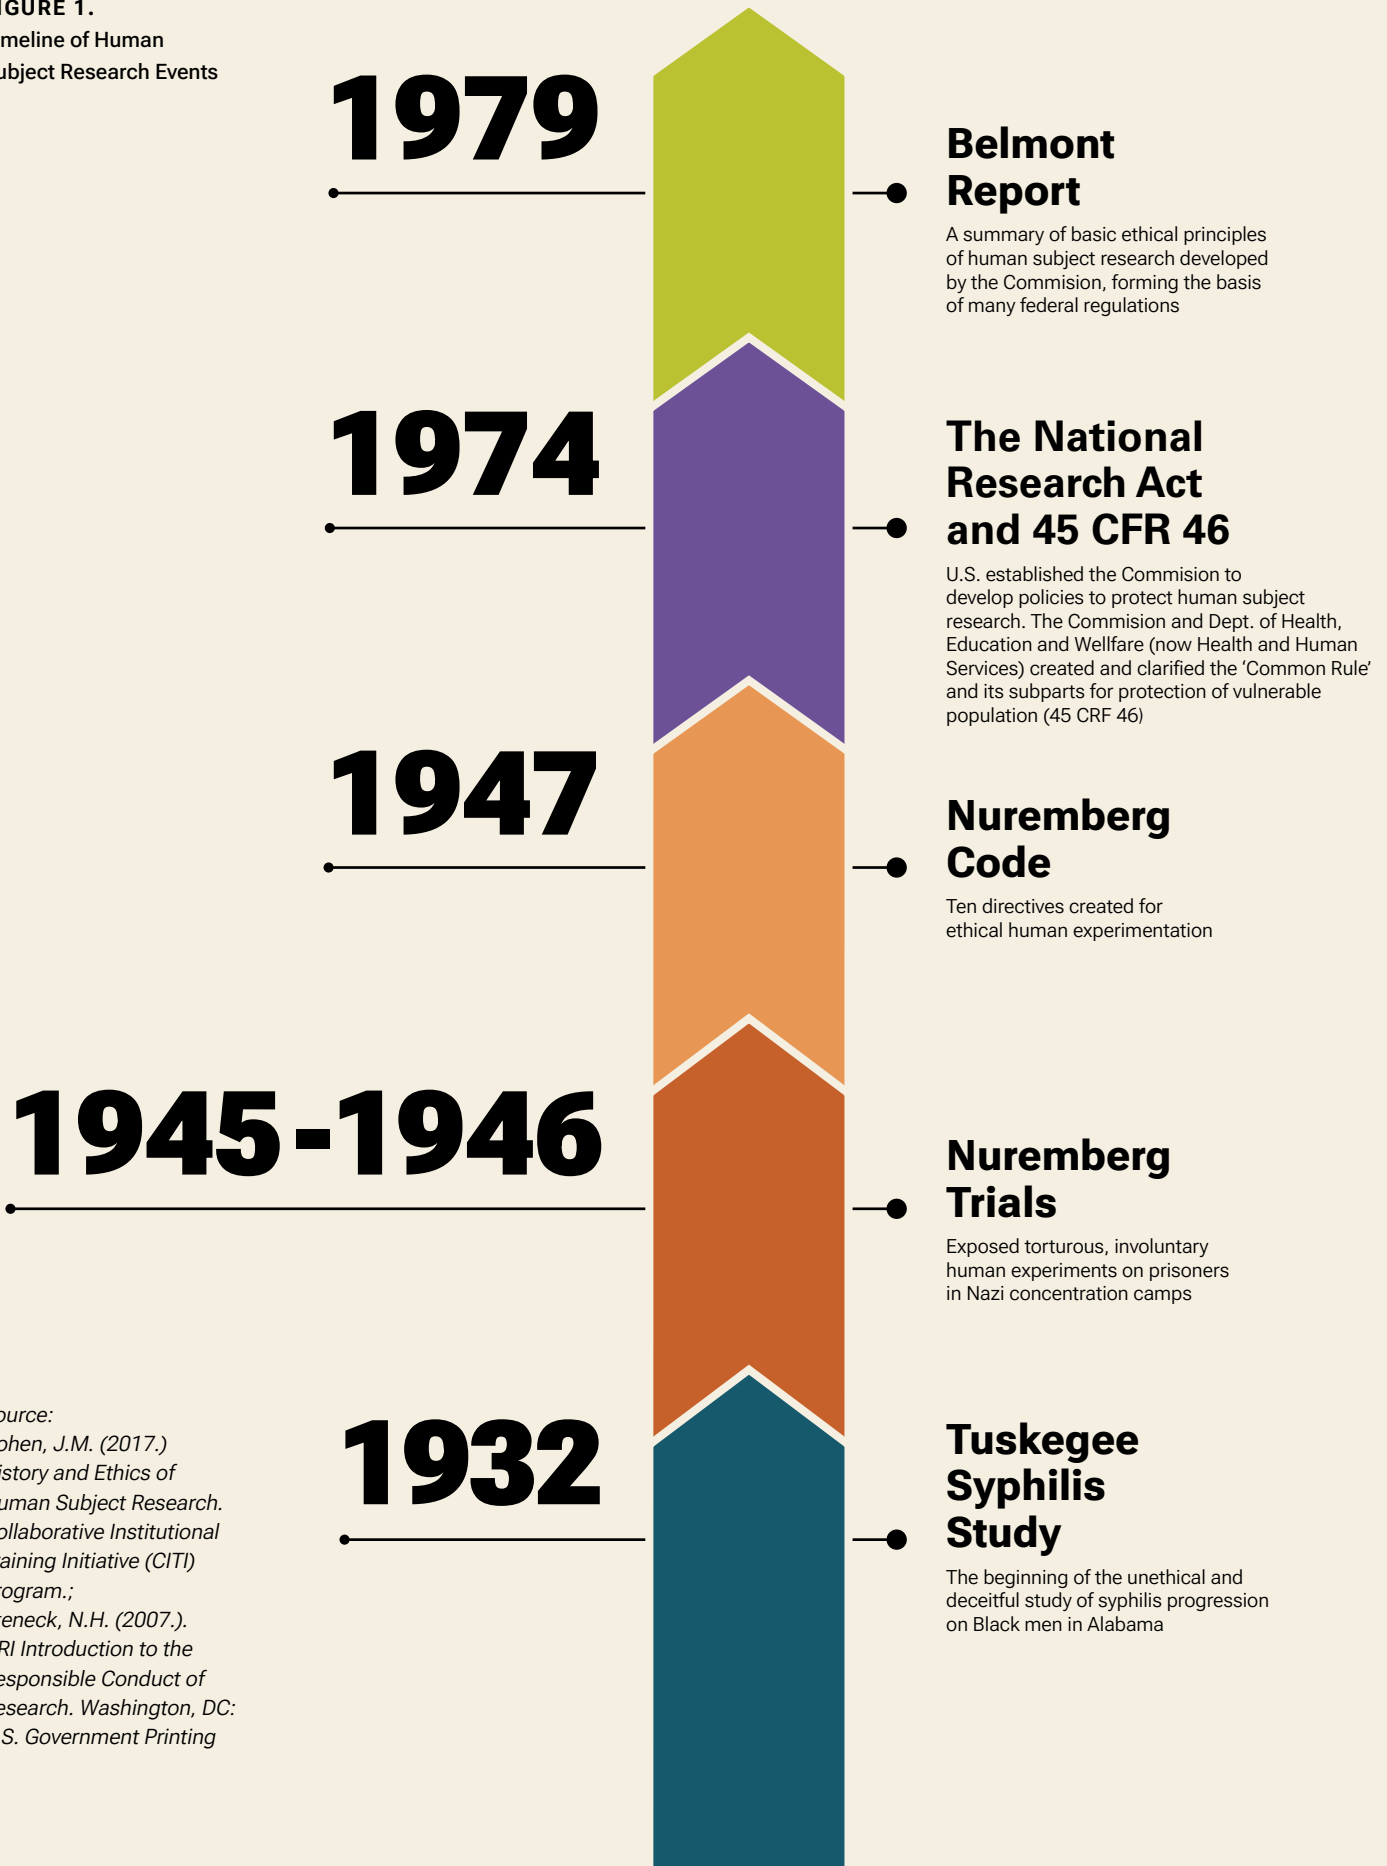 IGURE 1.
meline of Human
ubject Research Events
1979
Belmont
Report
A summary of basic ethical principles
of human subject research developed
by the Commision, forming the basis
of many federal regulations
1974
The National
Research Act
and 45 CFR 46
U.S. established the Commision to
develop policies to protect human subject
research. The Commision and Dept. of Health,
Education and Wellfare (now Health and Human
Services) created and clarified the ‘Common Rule’
and its subparts for protection of vulnerable
population (45 CRF 46)
1947
Nuremberg
Code
Ten directives created for
ethical human experimentation
1945-1946
Nuremberg
Trials
Exposed torturous, involuntary
human experiments on prisoners
in Nazi concentration camps
1932
Tuskegee
Syphilis
Study
The beginning of the unethical and
deceitful study of syphilis progression
on Black men in Alabama
ource:
ohen, J.M. (2017.)
istory and Ethics of
uman Subject Research.
ollaborative Institutional
aining Initiative (CITI)
rogram.;
eneck, N.H. (2007.).
RI Introduction to the
esponsible Conduct of
esearch. Washington, DC:
.S. Government Printing